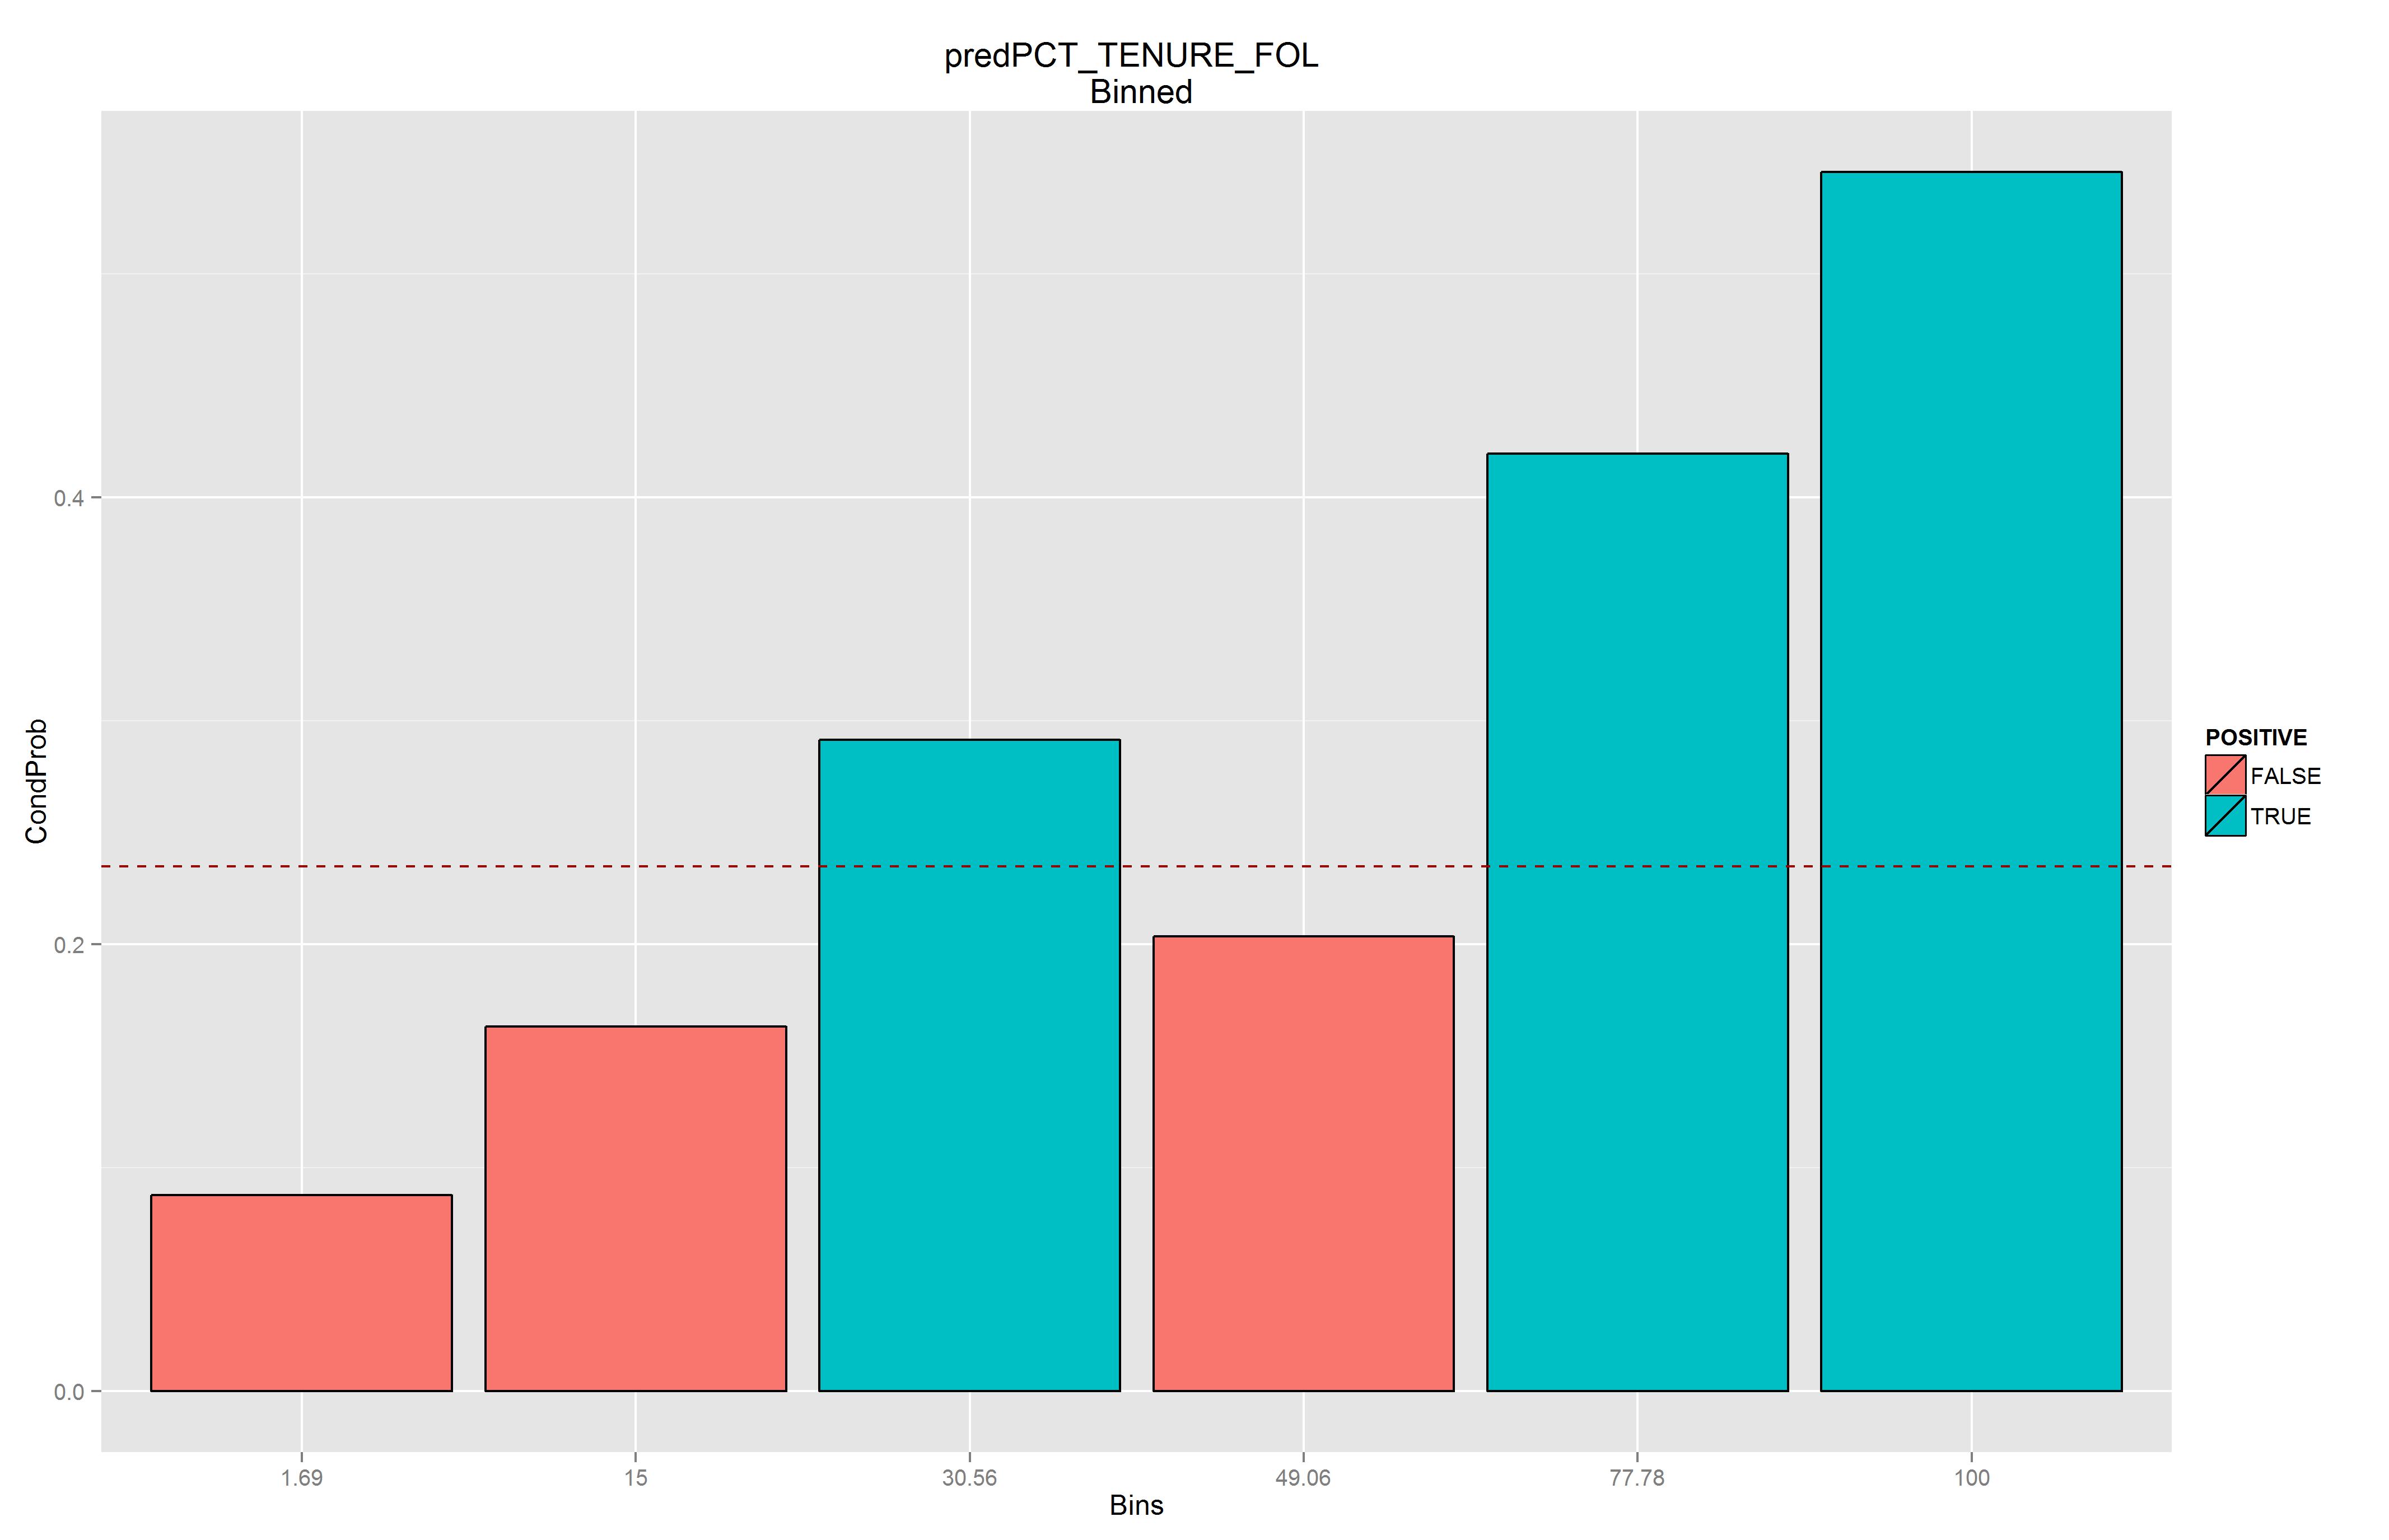 predPCT_TENURE_FOL
Binned
CondProb
0.4
0.2
0.0
1.69 15 30.56 49.06 77.78 100
Bins
POSITIVE
FALSE
TRUE